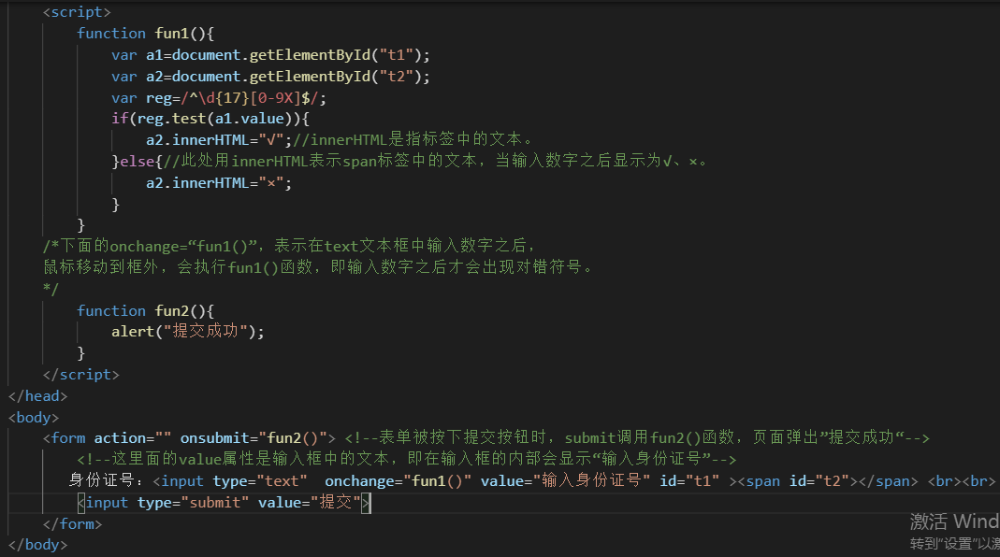 <script>
function fun1(){
var a1=document.getElementById("t1");
var a2=document.getElementById("t2");
var reg=/^\d{17}[0-9X]$/;
if(reg.test(a1.value)){
a2.innerHTML="√";//innerHTML是指标签中的文本。
}else{//此处用innerHTML表示span标签中的文本，当输入数字之后显示为√、×。
a2.innerHTML="×";
}
}
/*下面的onchange=“fun1()”，表示在text文本框中输入数字之后，
鼠标移动到框外，会执行fun1()函数，即输入数字之后才会出现对错符号。
*/
function fun2(){
alert("提交成功");
}
</script>
</head>
<body>
<form action="" onsubmit="fun2()"> <!--表单被按下提交按钮时，submit调用fun2()函数，页面弹出”提交成功“-->
<!--这里面的value属性是输入框中的文本，即在输入框的内部会显示“输入身份证号”-->
身份证号：<input type="text"  onchange="fun1()" value="输入身份证号" id="t1" ><span id="t2"></span> <br><br>
<input type="submit" value="提交">
</form>
</body>
激活 Wind
转到“设置”以激